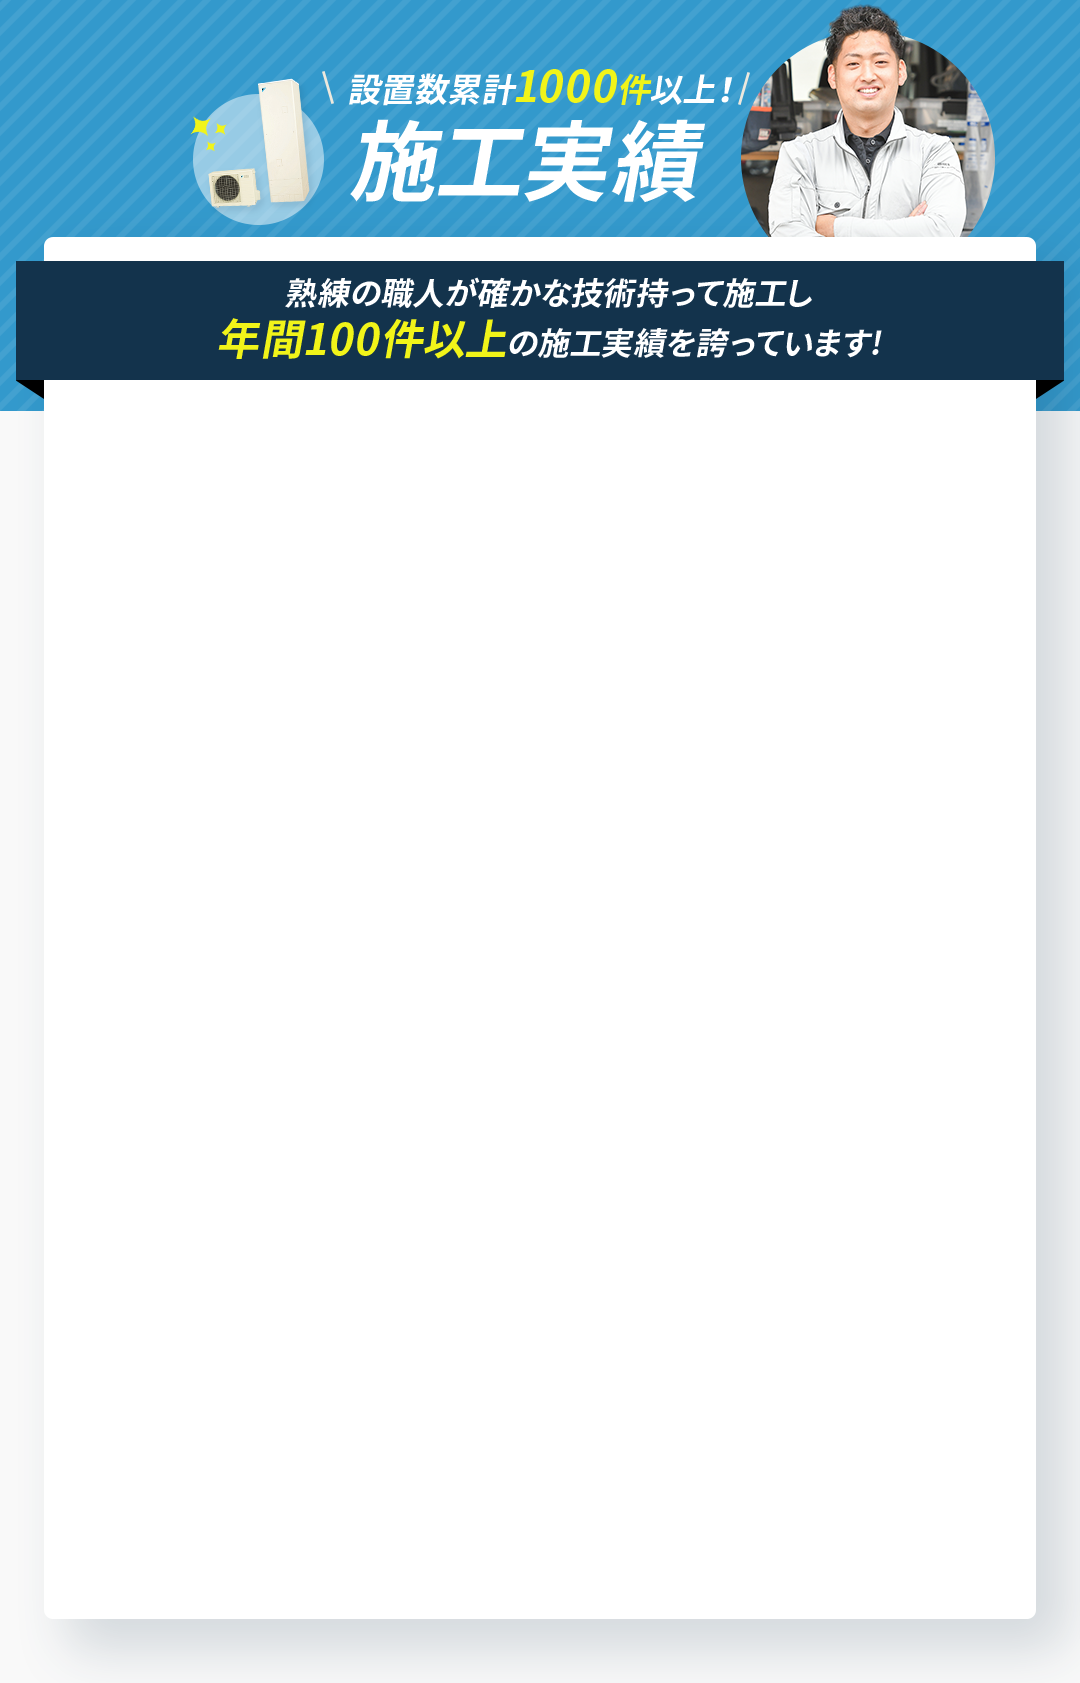 設置数累計1000件以上!
施工実績
熟練の職人が確かな技術持って施工し
年間100件以上の施工実績を誇っています!